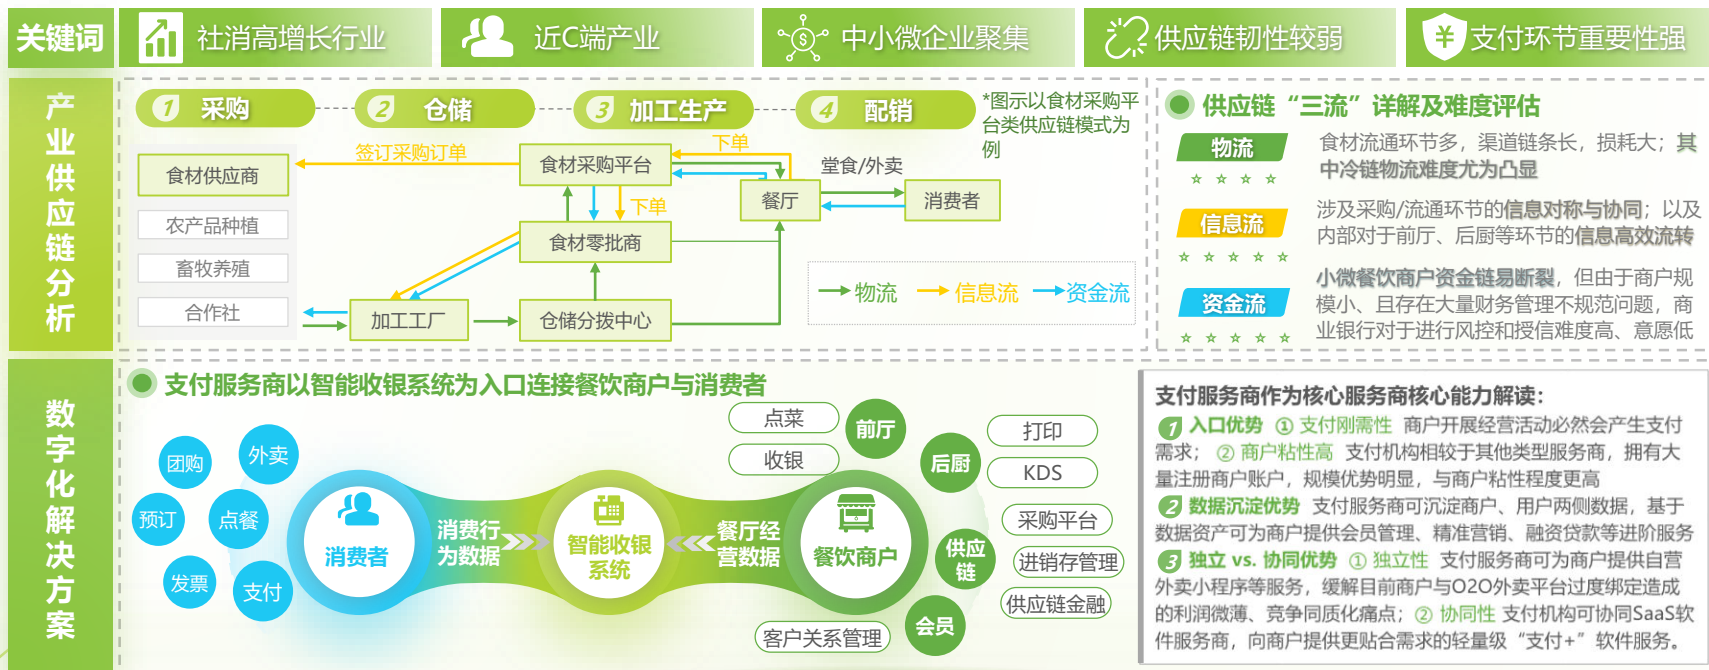 关键词
社消高增长行业
近C端产业
中小微企业聚集
供应链韧性较弱
支付环节重要性强
产业供应链分析
1 采购
2 仓储
3 加工生产
4 配销
*图示以食材采购平
台类供应链模式为
例
签订采购订单
下单
食材供应商
食材采购平台
堂食/外卖
餐厅
消费者
下单
农产品种植
食材零批商
畜牧养殖
合作社
加工工厂
仓储分拨中心
物流
信息流
资金流
供应链“三流”详解及难度评估
物流
☆ ☆ ☆ ☆
食材流通环节多，渠道链条长，损耗大；其
中冷链物流难度尤为凸显
信息流
☆ ☆ ☆ ☆ ☆
涉及采购/流通环节的信息对称与协同；以及
内部对于前厅、后厨等环节的信息高效流转
资金流
☆ ☆ ☆ ☆ ☆
小微餐饮商户资金链易断裂，但由于商户规
模小、且存在大量财务管理不规范问题，商
业银行对于进行风控和授信难度高、意愿低
数字化解决方案
支付服务商以智能收银系统为入口连接餐饮商户与消费者
团购
外卖
预订
点餐
发票
支付
消费者
消费行
为数据
智能收银
系统
餐厅经
营数据
餐饮商户
点菜
收银
前厅
后厨
打印
KDS
供应
链
采购平台
进销存管理
供应链金融
会员
客户关系管理
支付服务商作为核心服务商核心能力解读：
1 入口优势 ① 支付刚需性 商户开展经营活动必然会产生支付
需求；② 商户粘性高 支付机构相较于其他类型服务商，拥有大
量注册商户账户，规模优势明显，与商户粘性程度更高
2 数据沉淀优势 支付服务商可沉淀商户、用户两侧数据，基于
数据资产可为商户提供会员管理、精准营销、融资贷款等进阶服务
3 独立 vs. 协同优势 ① 独立性 支付服务商可为商户提供自营
外卖小程序等服务，缓解目前商户与O2O外卖平台过度绑定造成
的利润微薄、竞争同质化痛点；② 协同性 支付机构可协同SaaS软
件服务商，向商户提供更贴合需求的轻量级“支付+”软件服务。